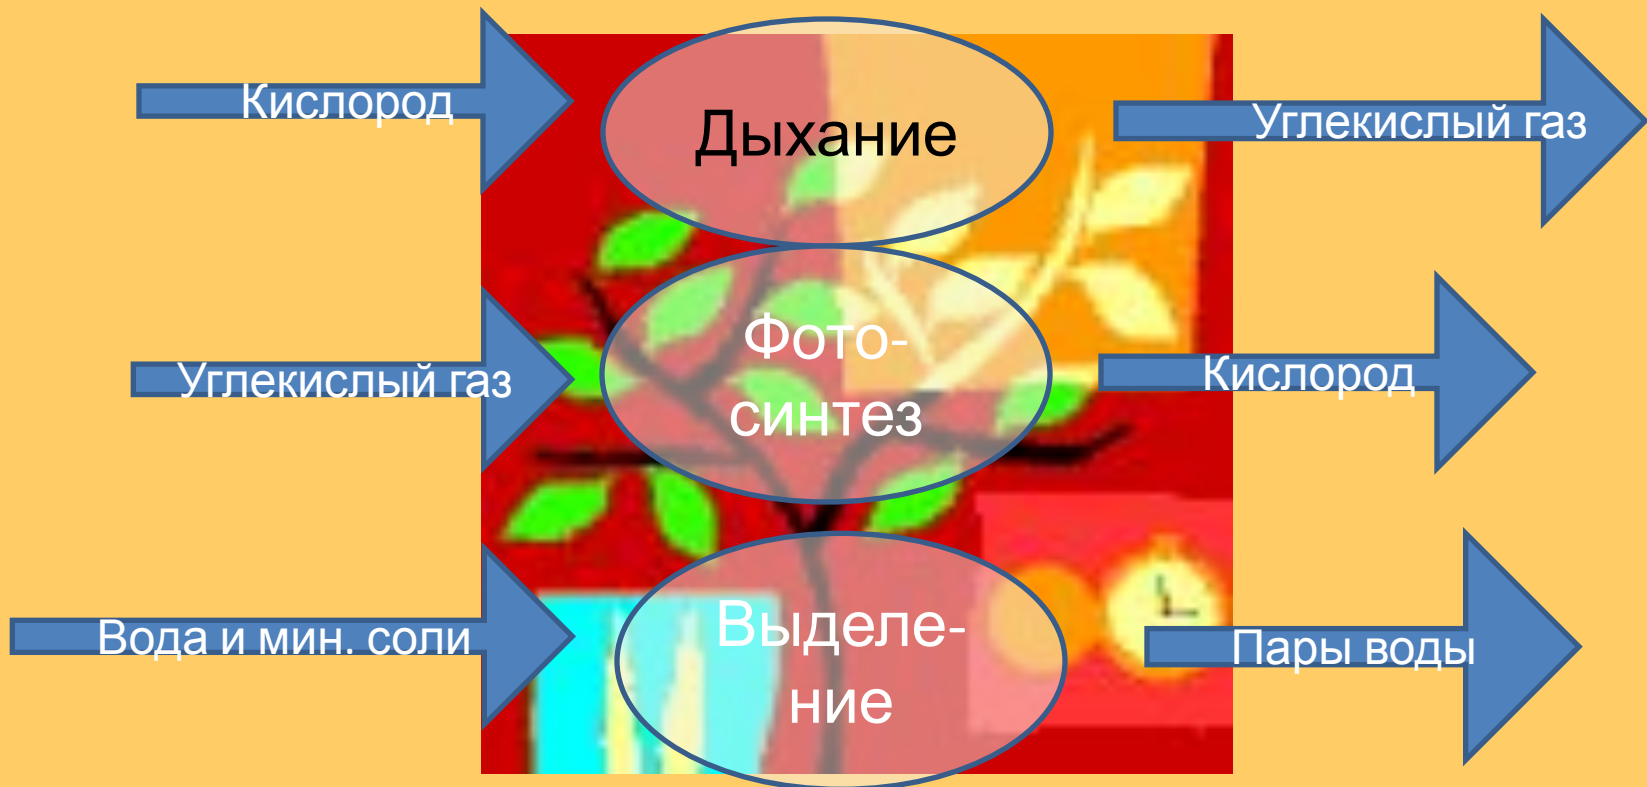 Кислород
Дыхание
Углекислый газ
Углекислый газ
Фото-
синтез
Кислород
Вода и мин. соли
Выделе-
ние
Пары воды